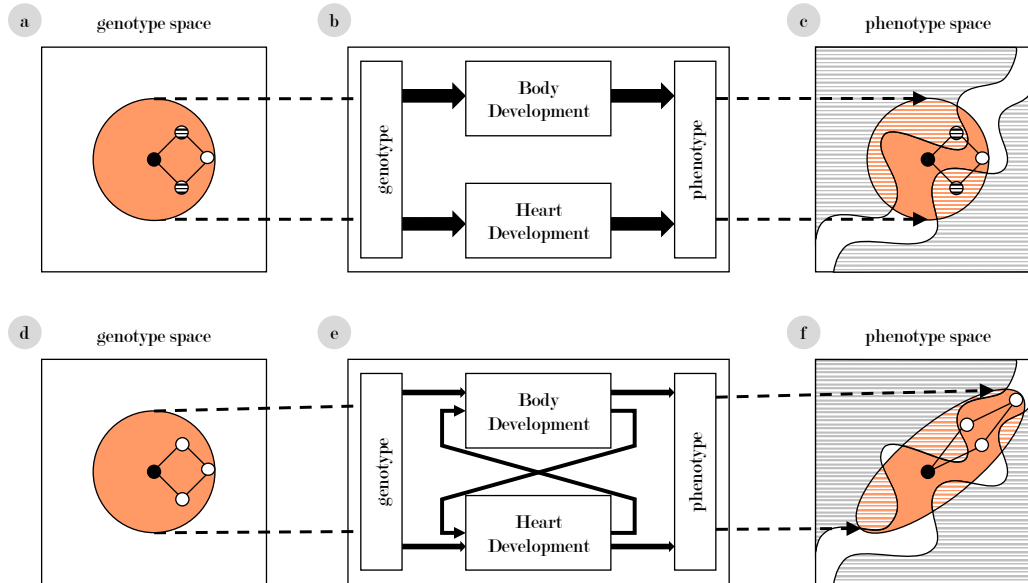 a
genotype space
b
c
phenotype space
genotype
Body
Development
Heart
Development
phenotype
d
genotype space
e
f
phenotype space
genotype
Body
Development
Heart
Development
phenotype